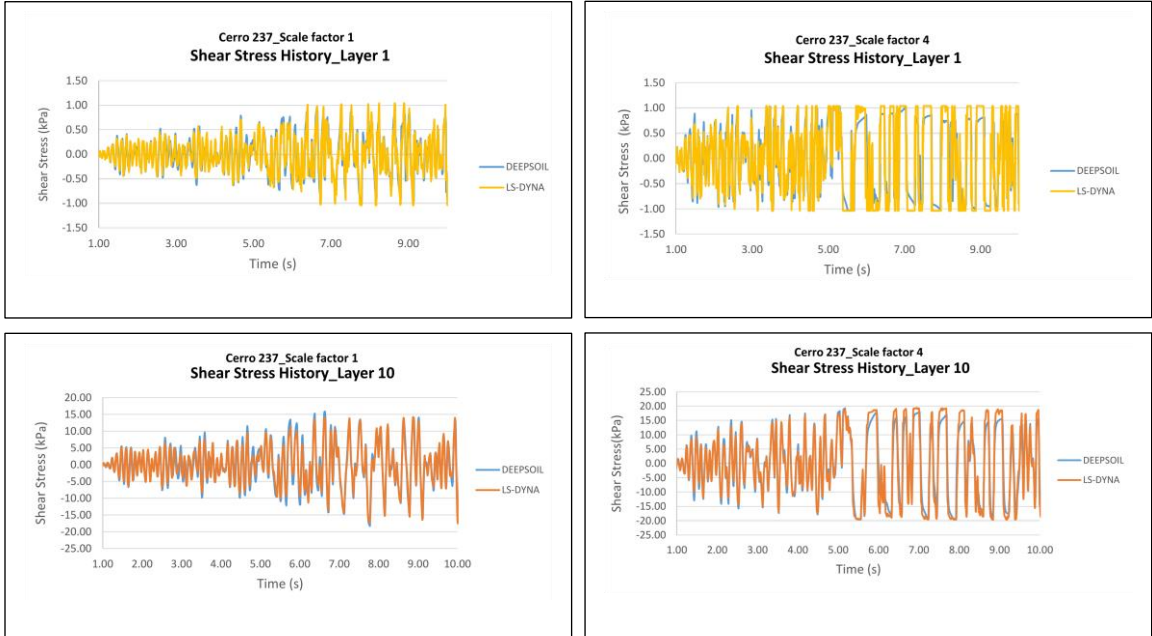 Cerro 237_Scale factor 1
Shear Stress History_Layer 1
Shear Stress (kPa)
1.50
1.00
0.50
0.00
-0.50
-1.00
-1.50
1.00 3.00 5.00 7.00 9.00
Time (s)
DEEPSOIL
LS-DYNA
Cerro 237_Scale factor 4
Shear Stress History_Layer 1
Shear Stress (kPa)
1.50
1.00
0.50
0.00
-0.50
-1.00
-1.50
1.00 3.00 5.00 7.00 9.00
Time (s)
DEEPSOIL
LS-DYNA
Cerro 237_Scale factor 1
Shear Stress History_Layer 10
Shear Stress (kPa)
20.00
15.00
10.00
5.00
0.00
-5.00
-10.00
-15.00
-20.00
-25.00
1.00 2.00 3.00 4.00 5.00 6.00 7.00 8.00 9.00 10.00
Time (s)
DEEPSOIL
LS-DYNA
Cerro 237_Scale factor 4
Shear Stress History_Layer 10
Shear Stress(kPa)
25.00
20.00
15.00
10.00
5.00
0.00
-5.00
-10.00
-15.00
-20.00
-25.00
1.00 2.00 3.00 4.00 5.00 6.00 7.00 8.00 9.00 10.00
Time (s)
DEEPSOIL
LS-DYNA